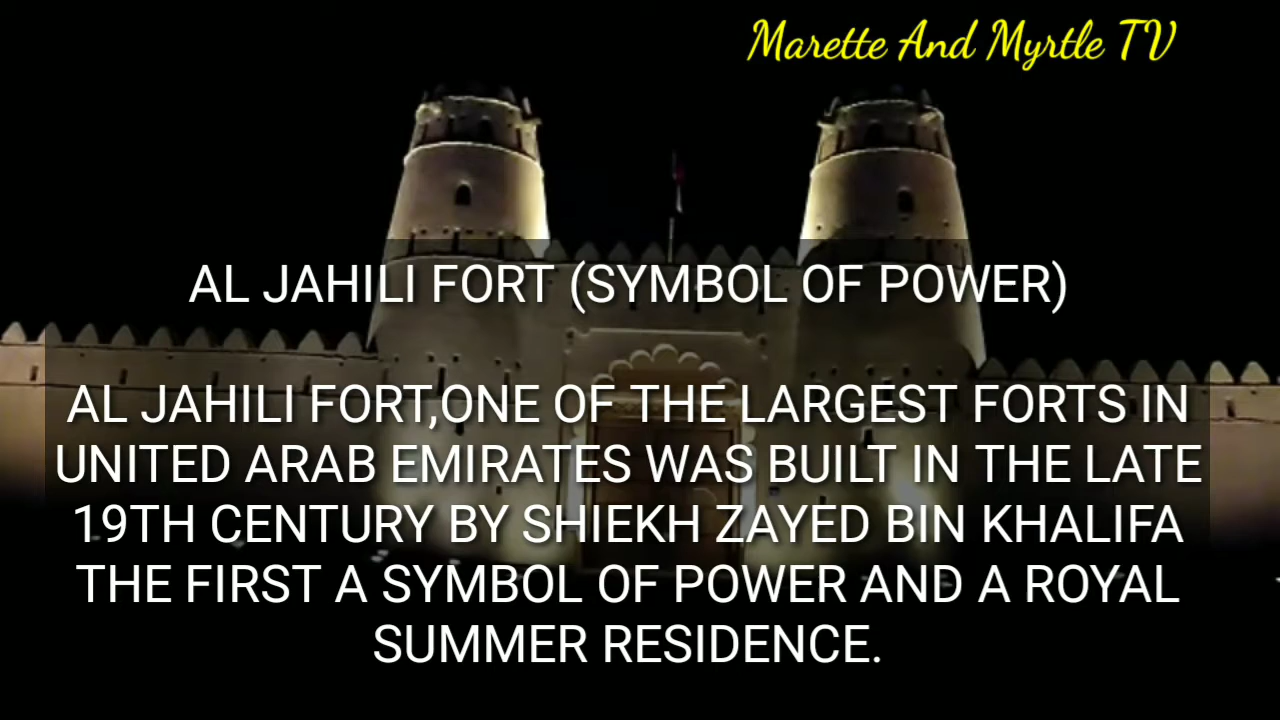 Marette And Myrtle TV
AL JAHILI FORT (SYMBOL OF POWER)
AL JAHILI FORT,ONE OF THE LARGEST FORTS IN
UNITED ARAB EMIRATES WAS BUILT IN THE LATE
19TH CENTURY BY SHIEKH ZAYED BIN KHALIFA
THE FIRST A SYMBOL OF POWER AND A ROYAL
SUMMER RESIDENCE.